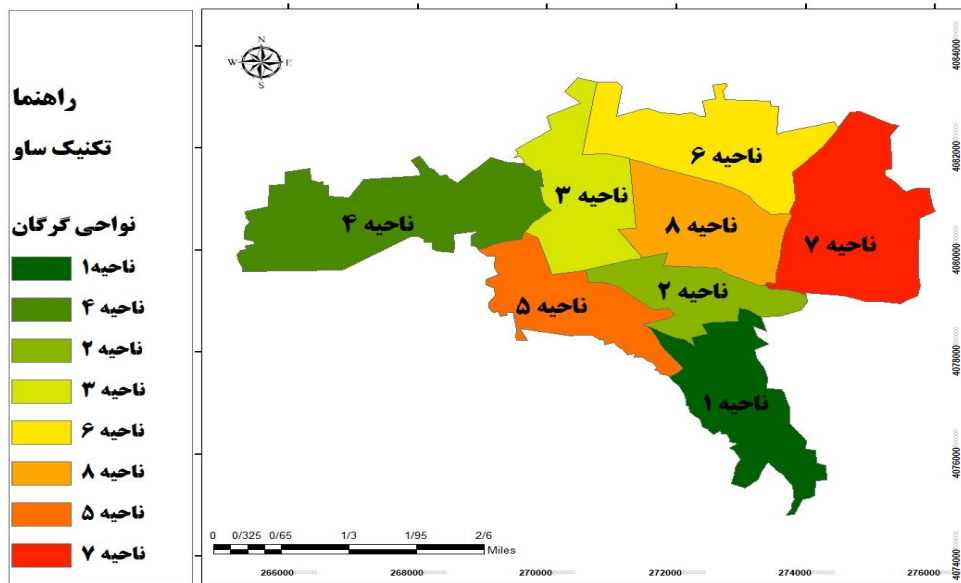 راهنما
تکنیک ساو
نواحی گرگان
ناحیه۱
ناحیه ۴
ناحیه ۲
ناحیه ۳
ناحیه ۶
ناحیه ۸
ناحیه ۵
ناحیه ۷
N
W E
S
ناحیه ۶
ناحیه ۳
ناحیه ۴
ناحیه ۸
ناحیه ۷
ناحیه ۲
ناحیه ۵
ناحیه ۱
0 0/325 0/65 1/3 1/95 2/6
Miles
266000 268000 270000 272000 274000 276000
4084000
4082000
4080000
4078000
4076000
4074000